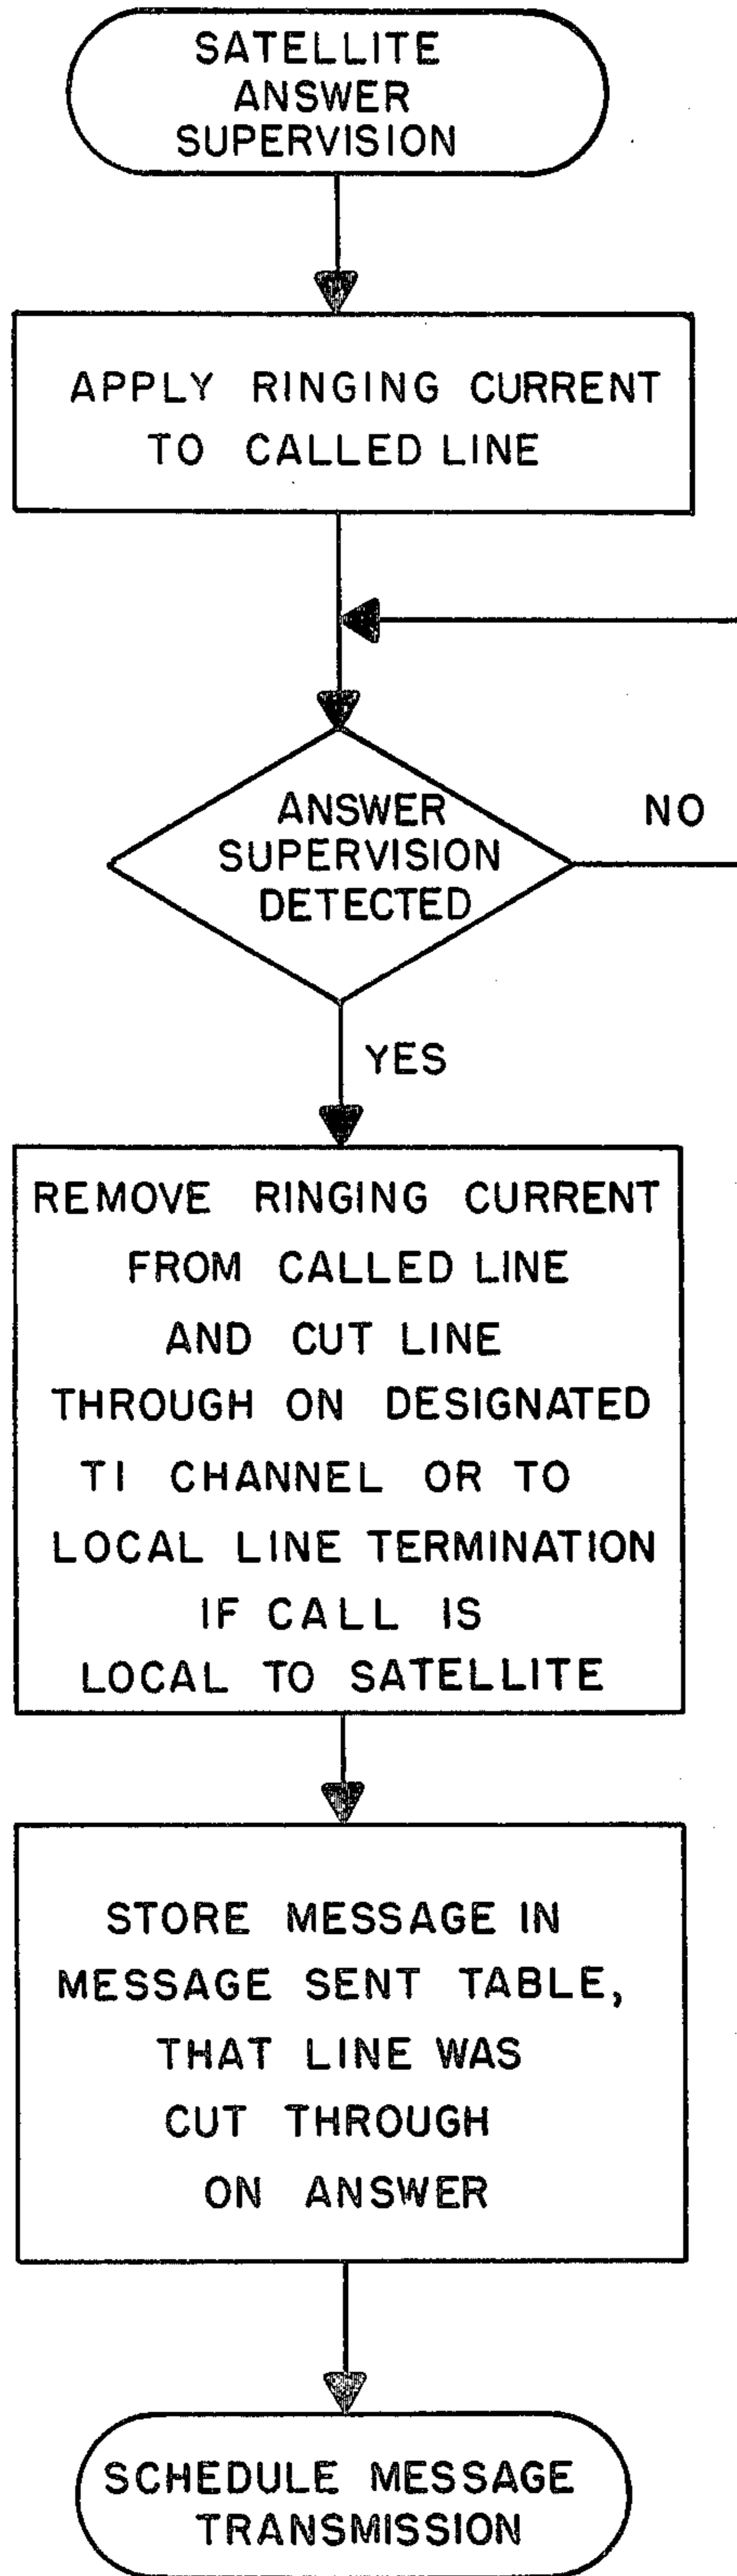 SATELLITE
ANSWER
SUPERVISION
APPLY RINGING CURRENT
TO CALLED LINE
ANSWER
SUPERVISION
DETECTED
NO
YES
REMOVE RINGING CURRENT
FROM CALLED LINE
AND CUT LINE
THROUGH ON DESIGNATED
T1 CHANNEL OR TO
LOCAL LINE TERMINATION
IF CALL IS
LOCAL TO SATELLITE
STORE MESSAGE IN
MESSAGE SENT TABLE,
THAT LINE WAS
CUT THROUGH
ON ANSWER
SCHEDULE MESSAGE
TRANSMISSION